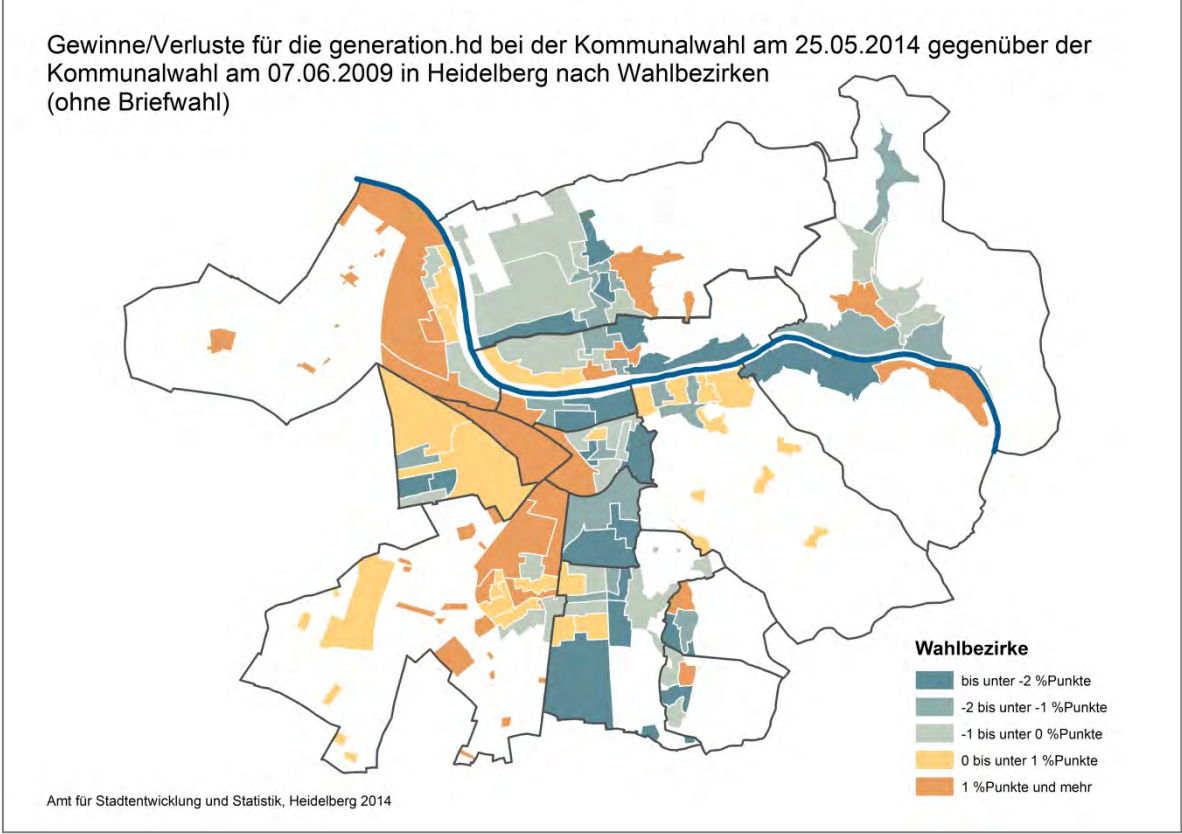 Gewinne/Verluste für die generation.hd bei der Kommunalwahl am 25.05.2014 gegenüber der
Kommunalwahl am 07.06.2009 in Heidelberg nach Wahlbezirken
(ohne Briefwahl)
Wahlbezirke
bis unter -2 %Punkte
-2 bis unter -1 %Punkte
-1 bis unter 0 %Punkte
0 bis unter 1 %Punkte
1 %Punkte und mehr
Amt für Stadtentwicklung und Statistik, Heidelberg 2014